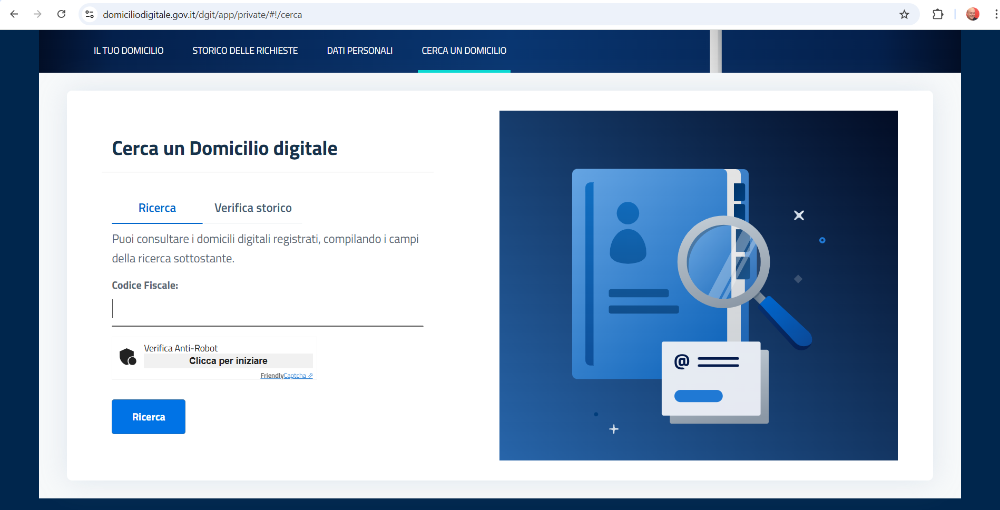 domiciliodigitale.gov.it/dgit/app/private/#!/cerca
IL TUO DOMICILIO
STORICO DELLE RICHIESTE
DATI PERSONALI
CERCA UN DOMICILIO
Cerca un Domicilio digitale
Ricerca
Verifica storico
Puoi consultare i domicili digitali registrati, compilando i campi
della ricerca sottostante.
Codice Fiscale:
Verifica Anti-Robot
Clicca per iniziare
FriendlyCaptcha ⇗
Ricerca
@